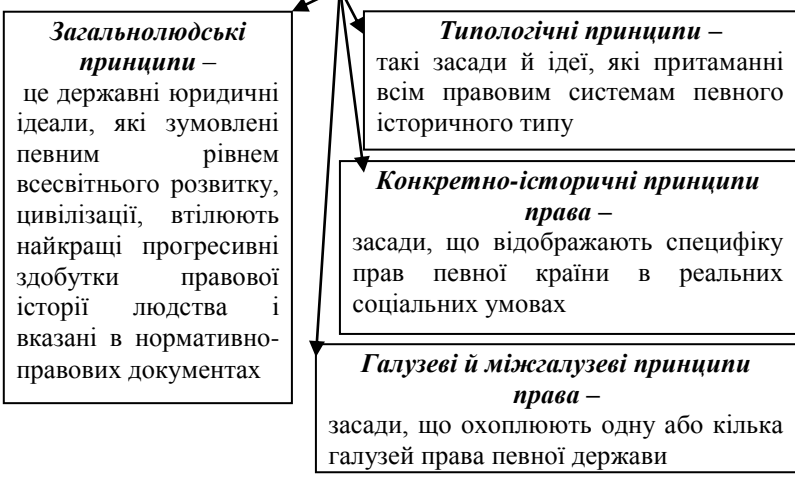 Загальнолюдські
принципи –
це державні юридичні
ідеали, які зумовлені
певним рівнем
всесвітнього розвитку,
цивілізації, втілюють
найкращі прогресивні
здобутки правової
історії людства і
вказані в нормативно-
правових документах
Типологічні принципи –
такі засади й ідеї, які притаманні
всім правовим системам певного
історичного типу
Конкретно-історичні принципи
права –
засади, що відображають специфіку
прав певної країни в реальних
соціальних умовах
Галузеві й міжгалузеві принципи
права –
засади, що охоплюють одну або кілька
галузей права певної держави